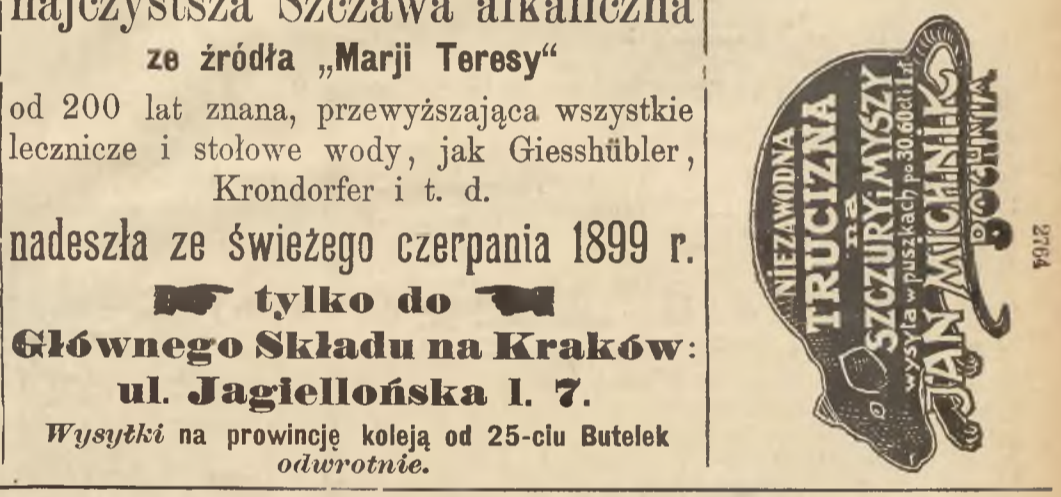 najczystsza Szczawa alkaliczna
ze źródła „Marji Teresy“
od 200 lat znana, przewyższająca wszystkie
lecznicze i stołowe wody, jak Giesshübler,
Krondorfer i t. d.
nadeszła ze świeżego czerpania 1899 r.
tylko do
Głównego Składu na Kraków:
ul. Jagiellońska l. 7.
Wysyłki na prowincję koleją od 25-ciu Butelek
odwrotnie.
NIEZAWODNA
TRUCIZNA
na
SZCZURY i MYSZY
wysyła w puszkach po 30, 60 ct i 1 fl.
JAN MICHNIK
BOCHNIA
2764